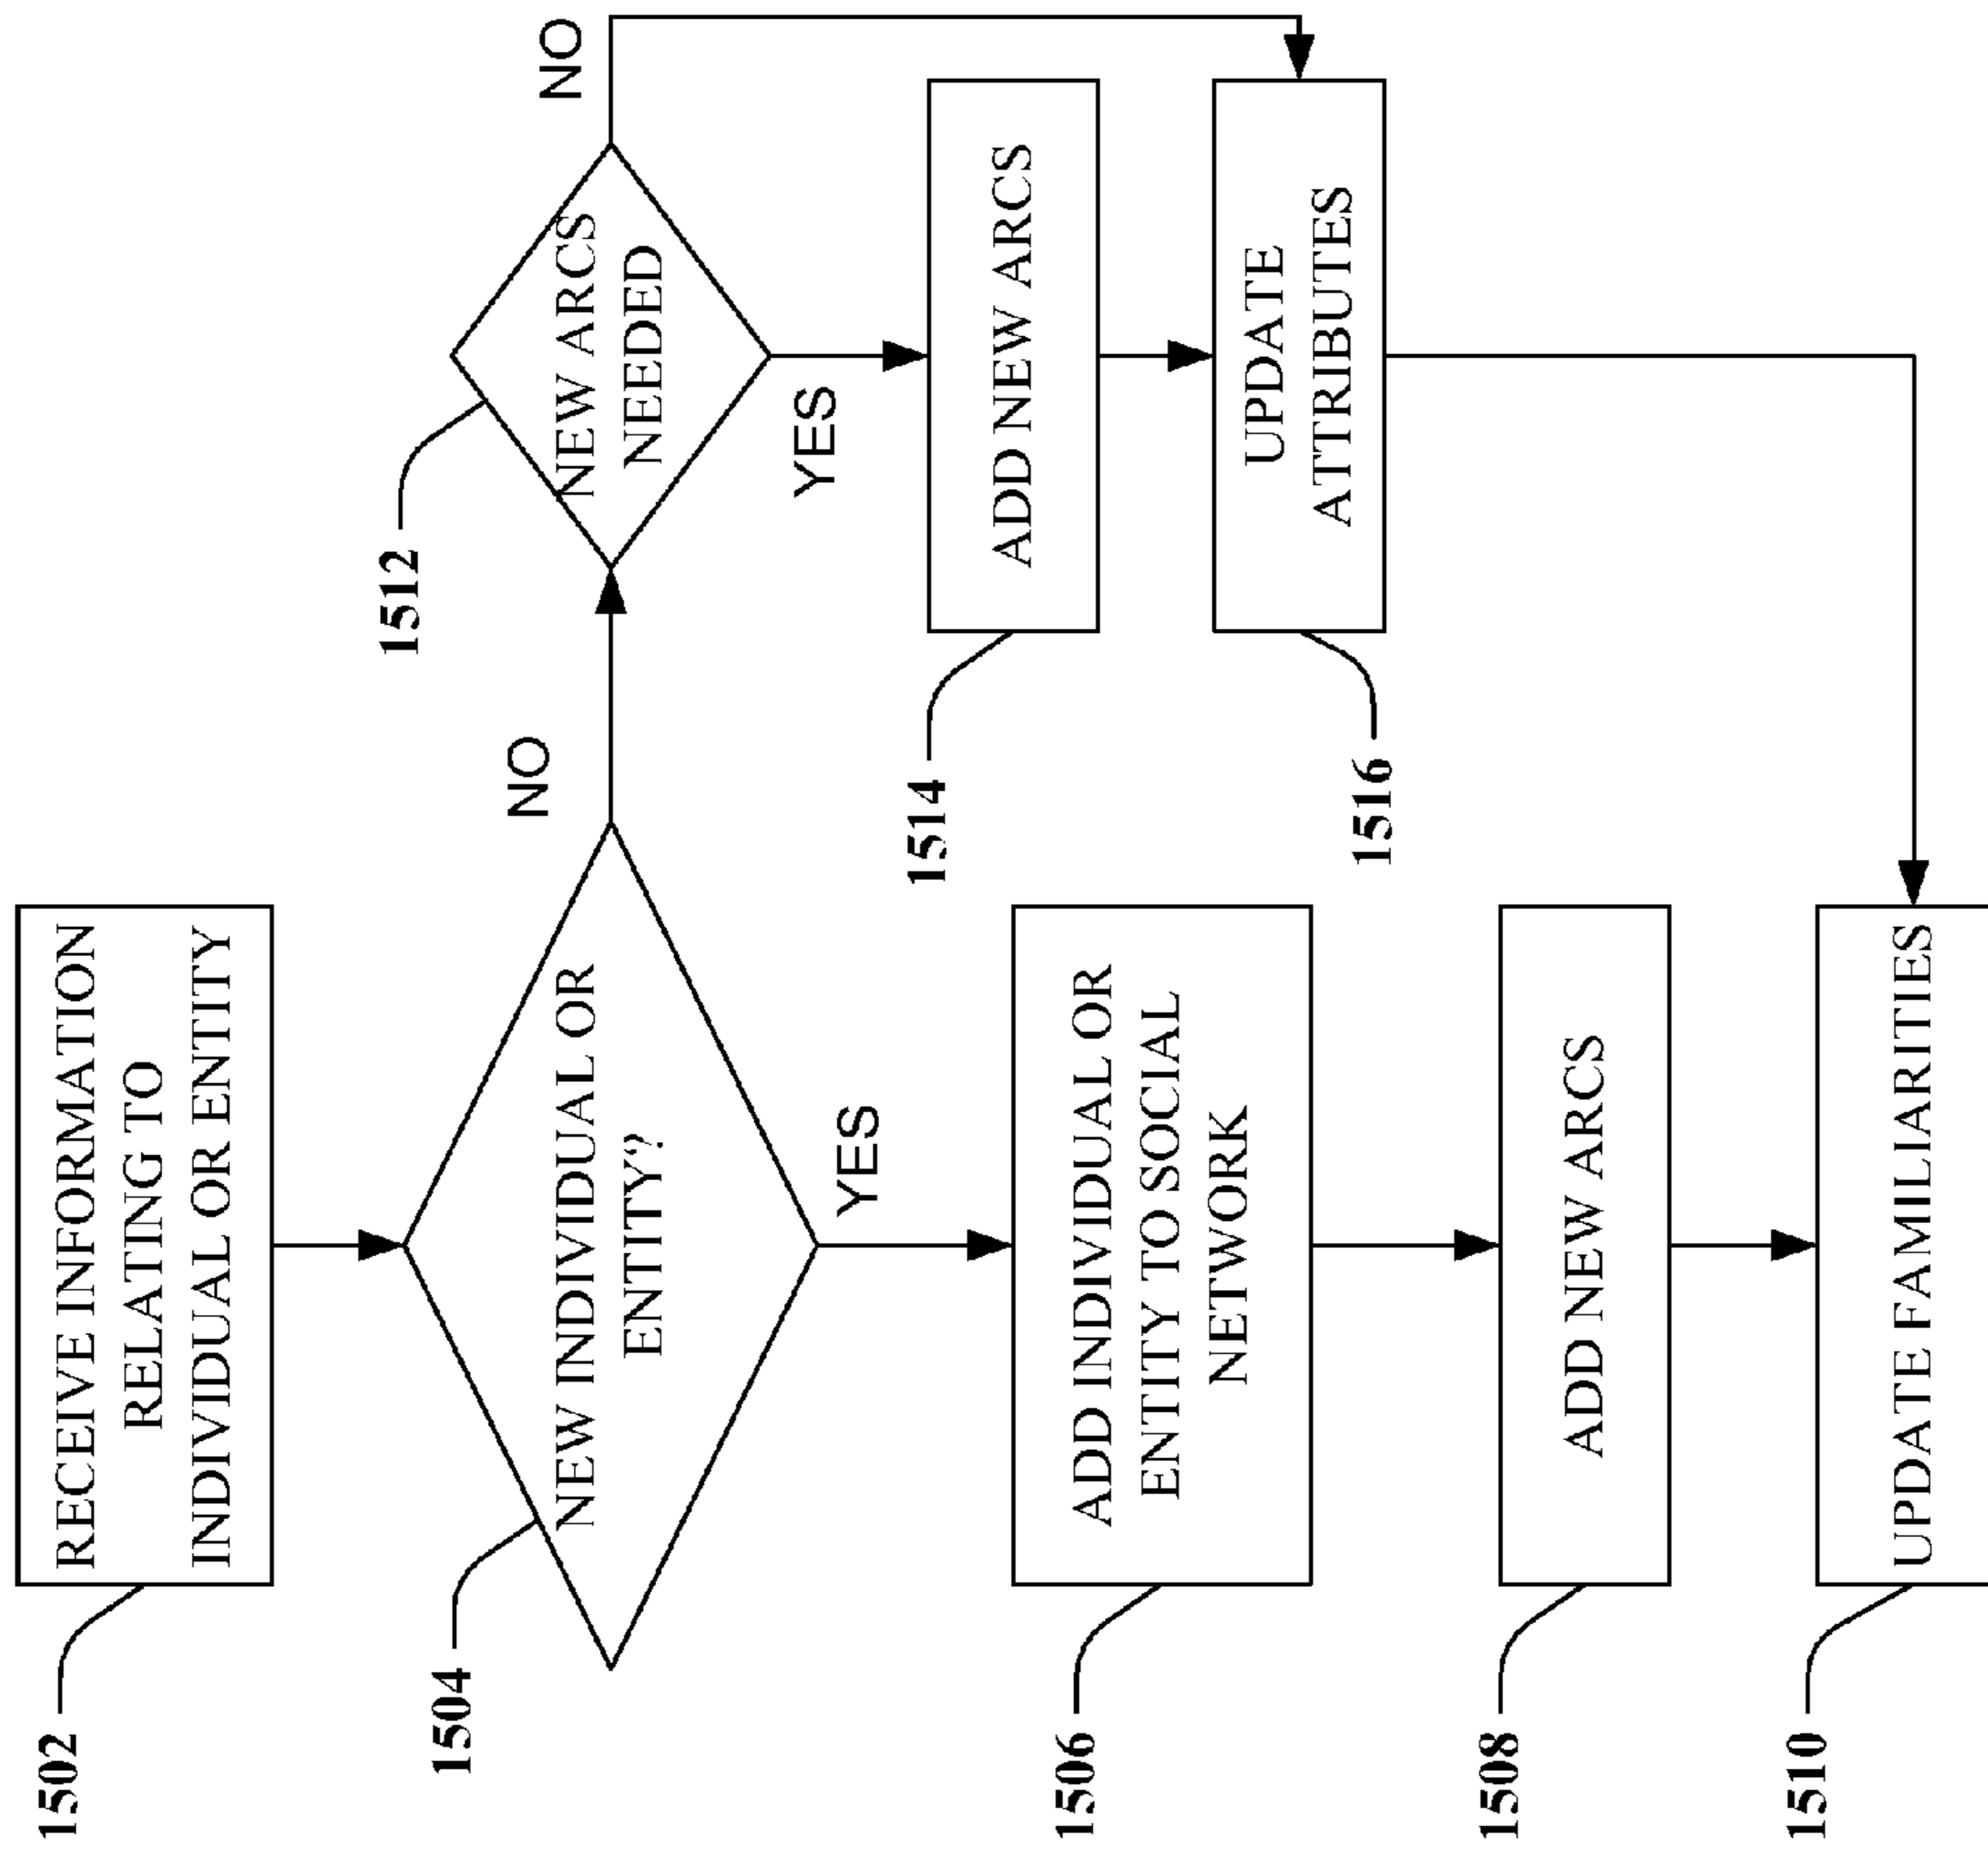 1502
RECEIVE INFORMATION
RELATING TO
INDIVIDUAL OR ENTITY
1504
NEW INDIVIDUAL OR
ENTITY?
NO
YES
1512
NEW ARCS
NEEDED
NO
YES
1506
ADD INDIVIDUAL OR
ENTITY TO SOCIAL
NETWORK
1514
ADD NEW ARCS
1508
ADD NEW ARCS
1516
UPDATE
ATTRIBUTES
1510
UPDATE FAMILIARITIES